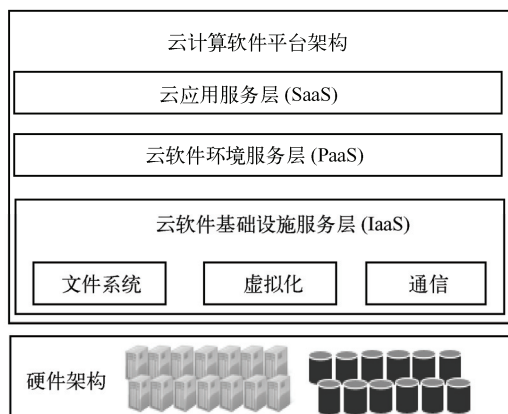 云计算软件平台架构
云应用服务层(SaaS)
云软件环境服务层(PaaS)
云软件基础设施服务层(IaaS)
文件系统
虚拟化
通信
硬件架构